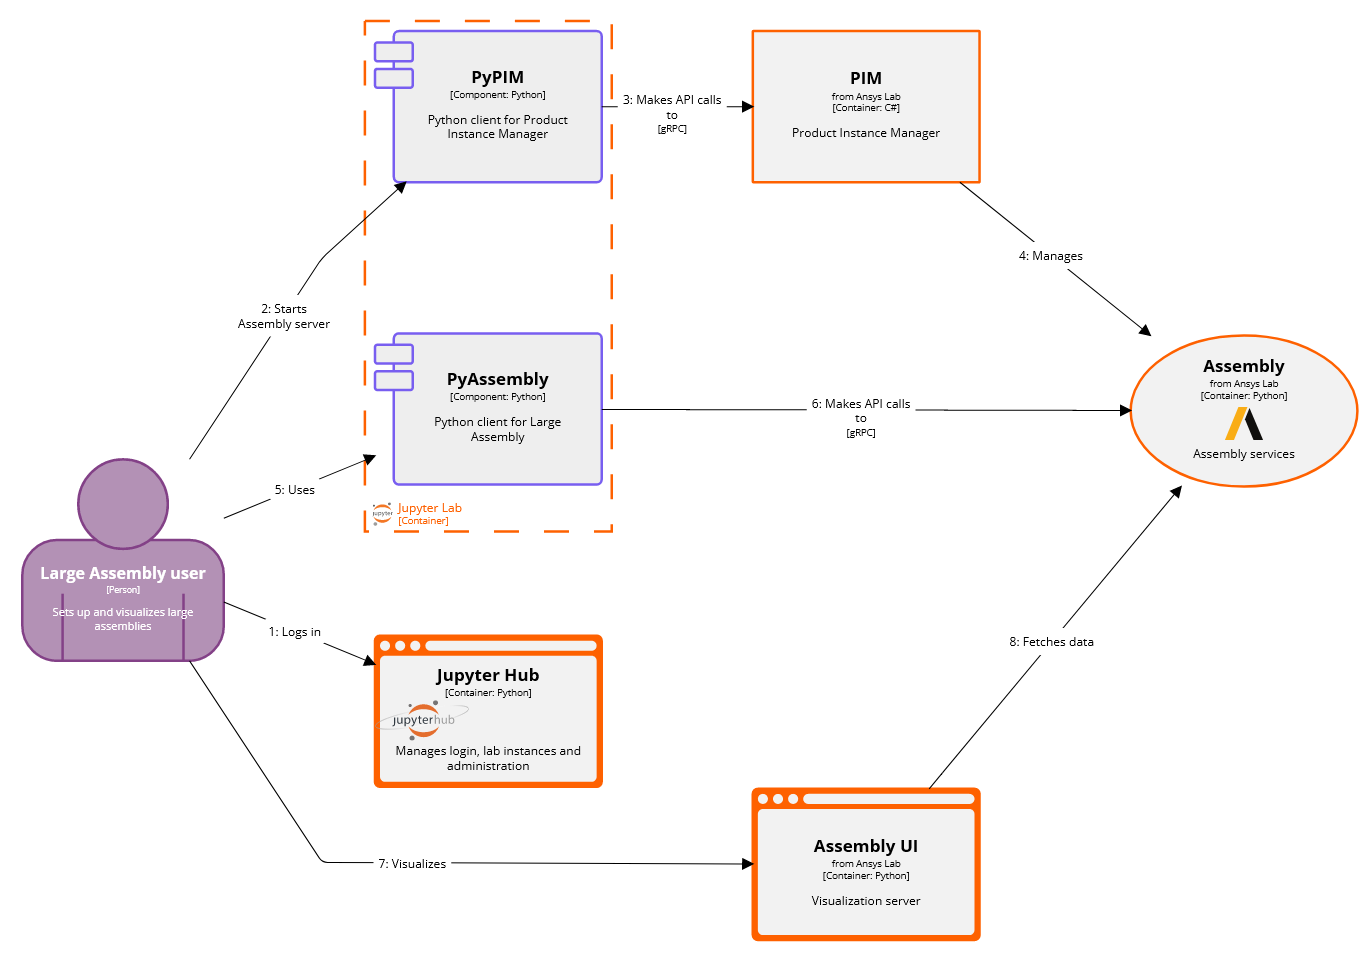 PyPIM
[Component: Python]
Python client for Product
Instance Manager
3: Makes API calls
to
[gRPC]
PIM
from Ansys Lab
[Container: C#]
Product Instance Manager
4: Manages
2: Starts
Assembly server
PyAssembly
[Component: Python]
Python client for Large
Assembly
6: Makes API calls
to
[gRPC]
Assembly
from Ansys Lab
[Container: Python]
Assembly services
5: Uses
jupyter
Jupyter Lab
[Container]
Large Assembly user
[Person]
Sets up and visualizes large
assemblies
1: Logs in
Jupyter Hub
[Container: Python]
jupyterhub
Manages login, lab instances and
administration
8: Fetches data
7: Visualizes
Assembly UI
from Ansys Lab
[Container: Python]
Visualization server